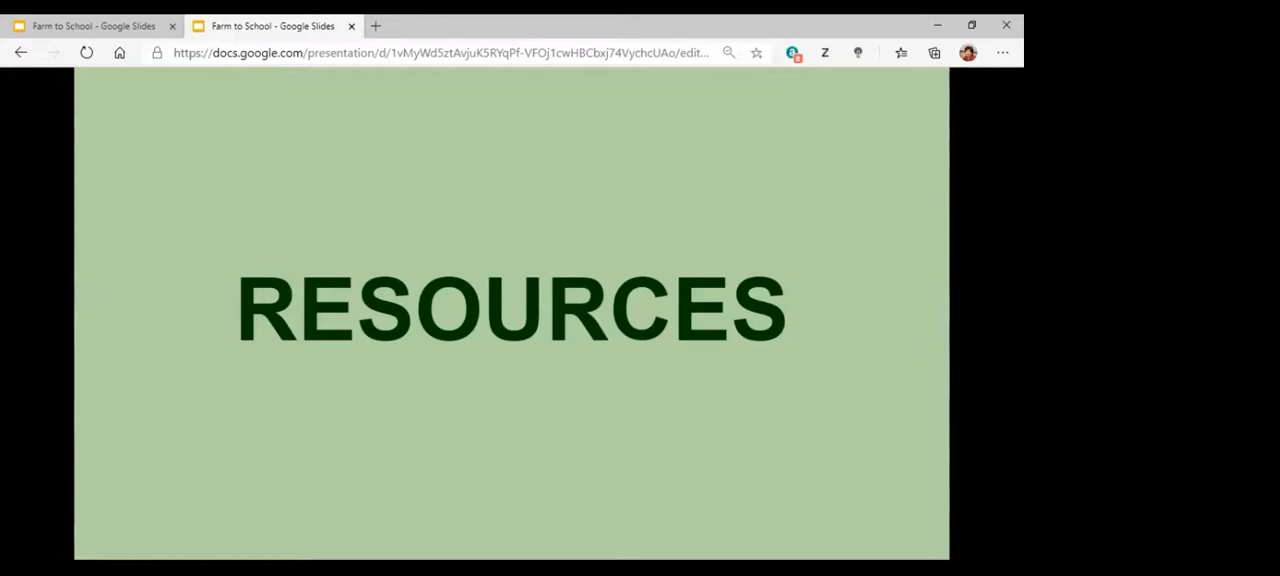 Farm to School - Google Slides
Farm to School - Google Slides
https://docs.google.com/presentation/d/1vMyWd5ztAvjuK5RYqPf-VFOj1cwHBCbxj74VychcUAo/edit...
Z
RESOURCES